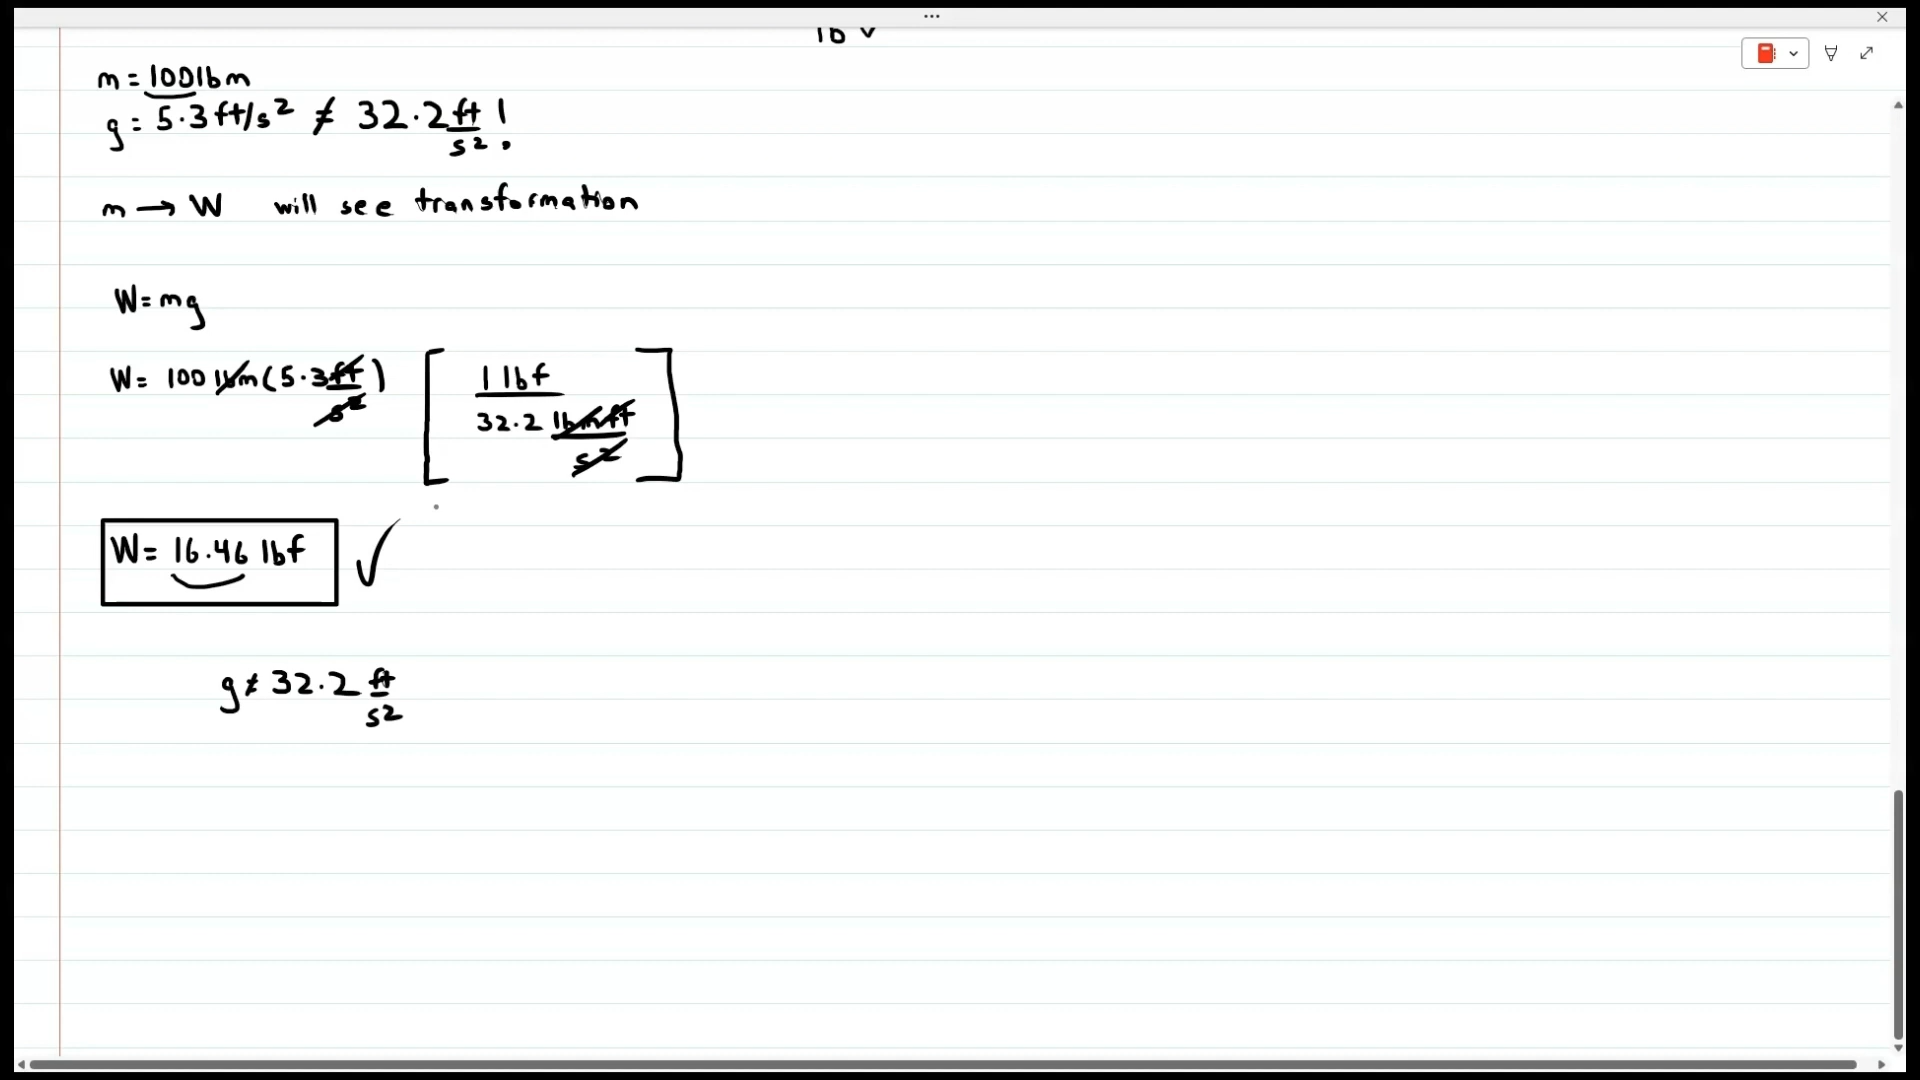 lb
m = 100lbm
g = 5.3 ft/s² ≠ 32.2 ft/s² !
m → W will see transformation
W = mg
W = 100 lbm (5.3 ft/s²) [ 1 lbf / 32.2 lbm ft/s² ]
W = 16.46 lbf ✓
g ≠ 32.2 ft/s²